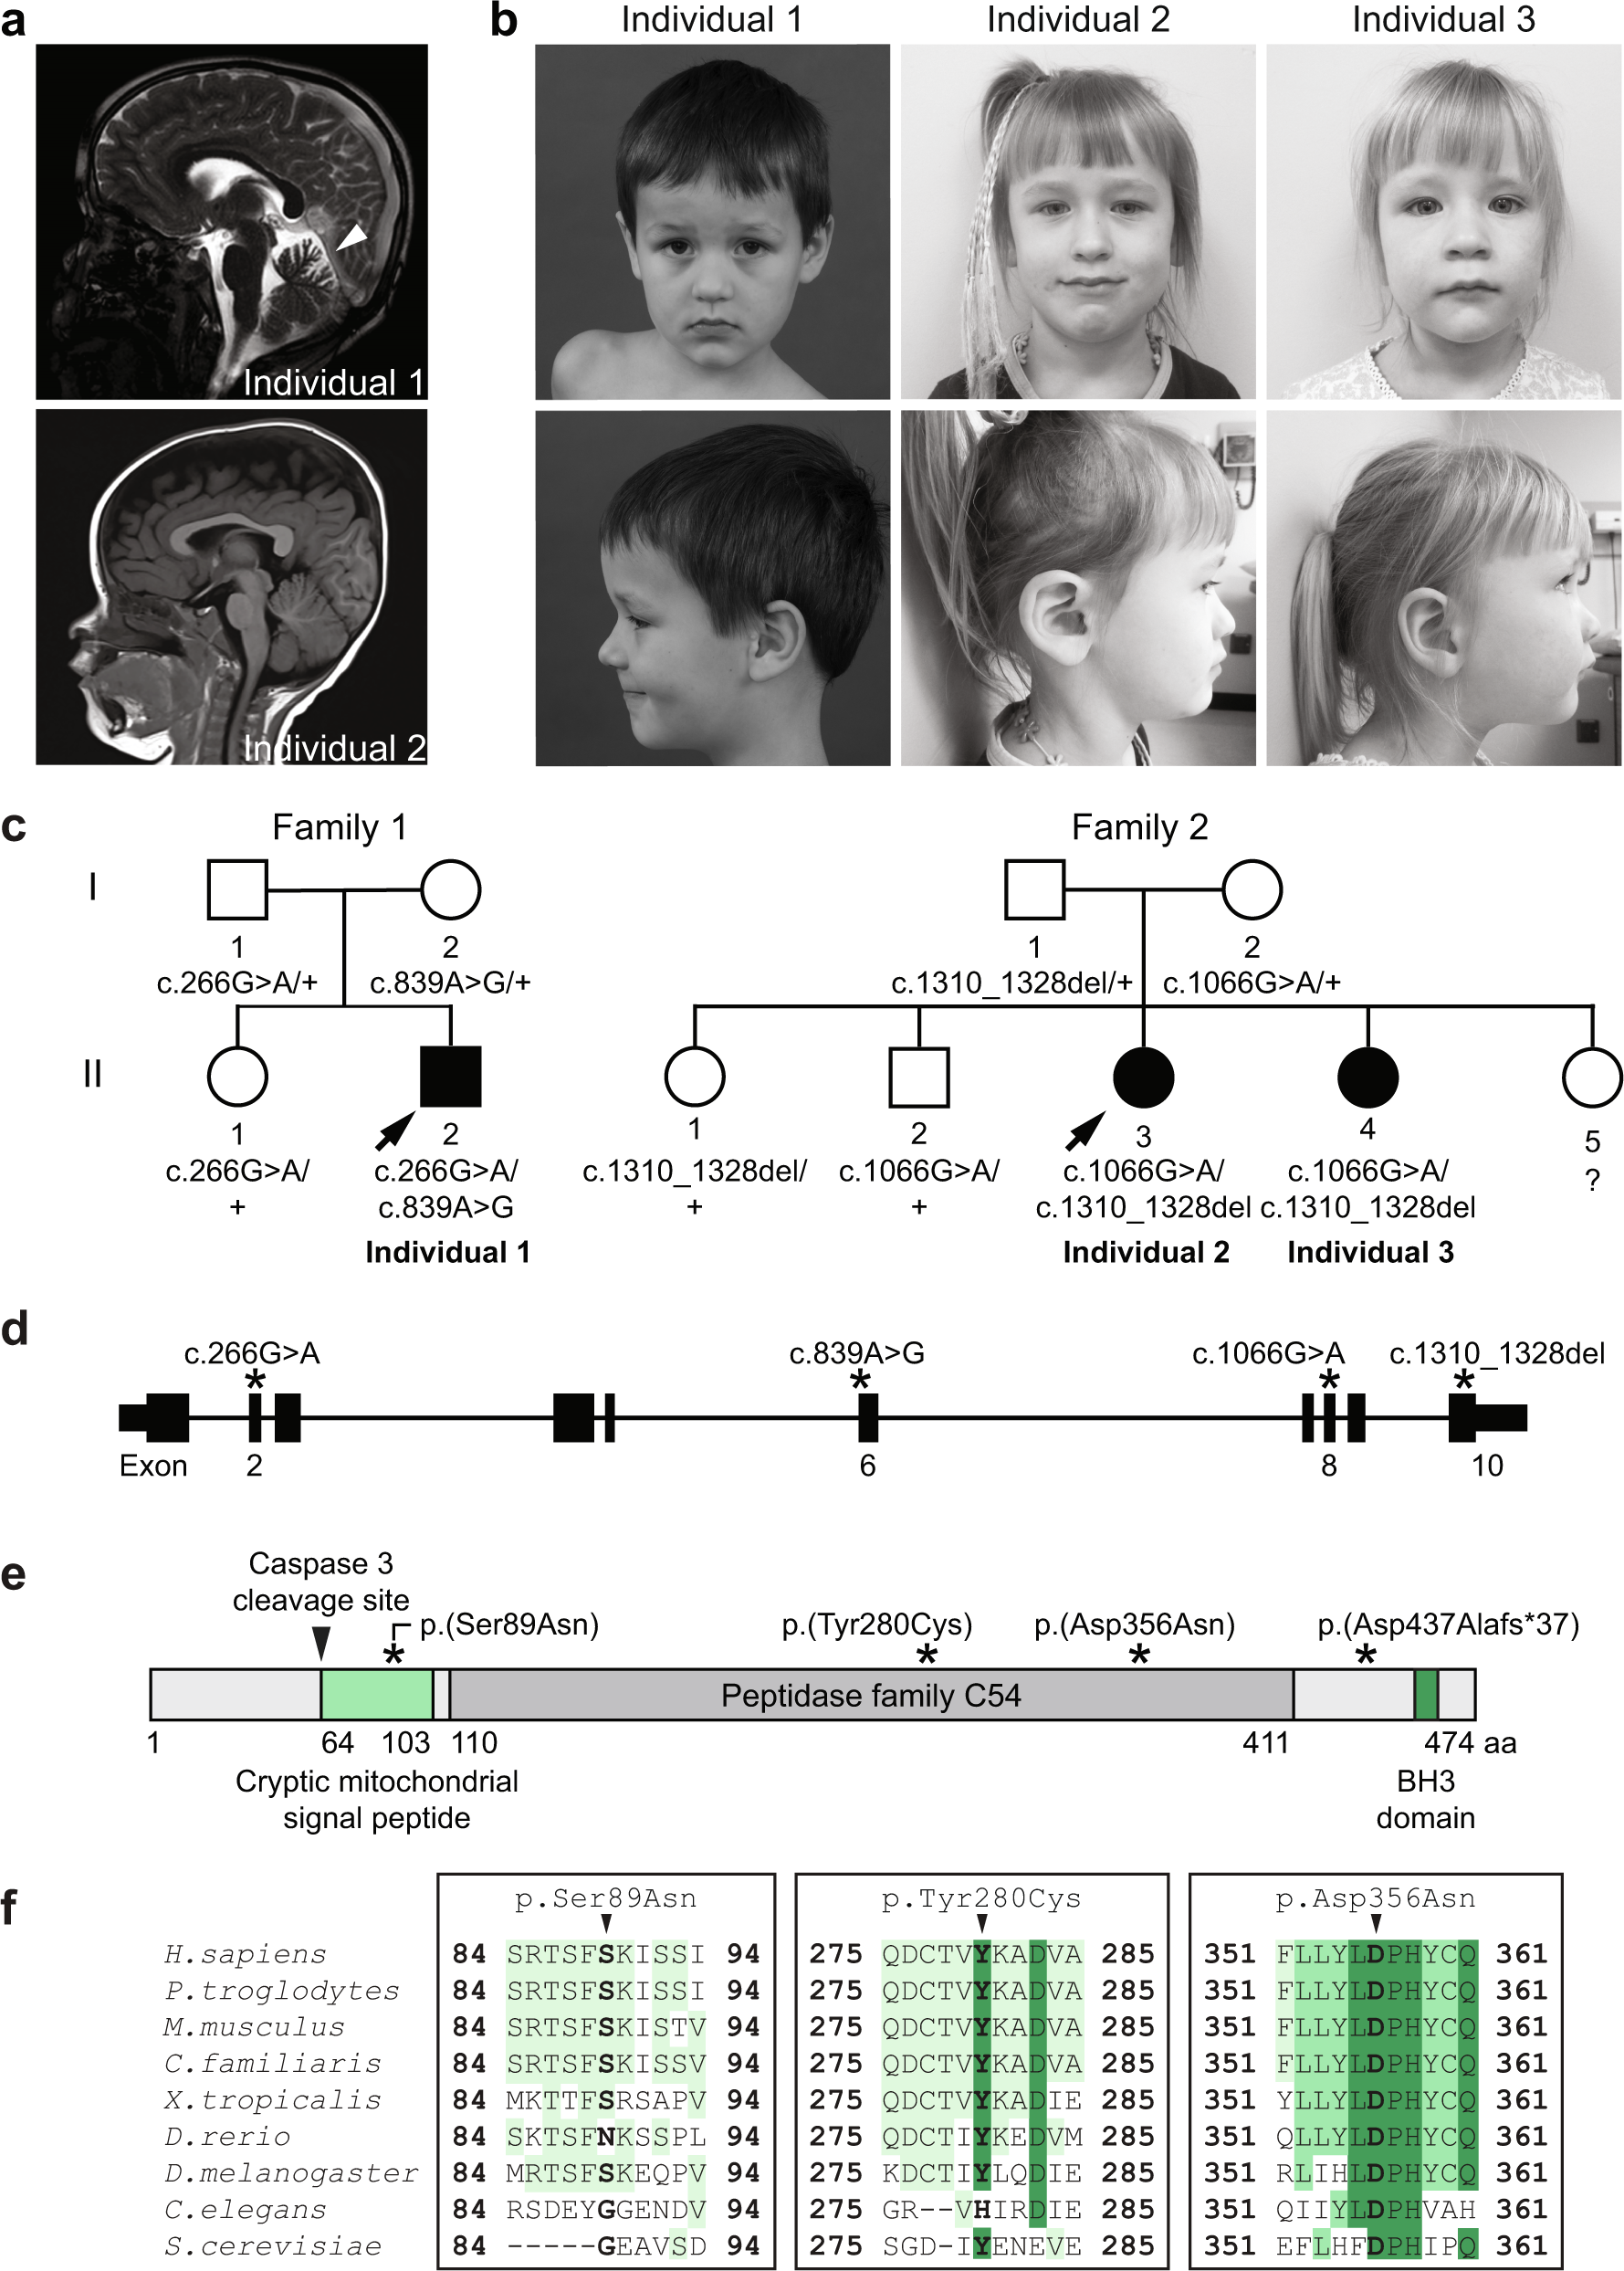 a
b
Individual 1
Individual 2
Individual 3
Individual 1
Individual 2
c
Family 1
Family 2
I
1
2
1
2
c.266G>A/+
c.839A>G/+
c.1310_1328del/+
c.1066G>A/+
II
1
2
1
2
3
4
5
c.266G>A/
+
c.266G>A/
c.839A>G
c.1310_1328del/
+
c.1066G>A/
+
c.1066G>A/
c.1310_1328del
c.1066G>A/
c.1310_1328del
?
Individual 1
Individual 2
Individual 3
d
c.266G>A
c.839A>G
c.1066G>A
c.1310_1328del
* * * *
Exon 2 6 8 10
e
Caspase 3
cleavage site
p.(Ser89Asn)
p.(Tyr280Cys)
p.(Asp356Asn)
p.(Asp437Alafs*37)
* * * *
Peptidase family C54
1 64 103 110 411 474 aa
Cryptic mitochondrial
signal peptide
BH3
domain
f
p.Ser89Asn p.Tyr280Cys p.Asp356Asn
H.sapiens 84 SRTSFSKISSI 94 275 QDCTVYKADVA 285 351 FLLYLDPHYCQ 361
P.troglodytes 84 SRTSFSKISSI 94 275 QDCTVYKADVA 285 351 FLLYLDPHYCQ 361
M.musculus 84 SRTSFSKISTV 94 275 QDCTVYKADVA 285 351 FLLYLDPHYCQ 361
C.familiaris 84 SRTSFSKISSV 94 275 QDCTVYKADVA 285 351 FLLYLDPHYCQ 361
X.tropicalis 84 MKTTFSRSAPV 94 275 QDCTVYKADIE 285 351 YLLYLDPHYCQ 361
D.rerio 84 SKTSFNKSSPL 94 275 QDCTIYKEDVM 285 351 QLLYLDPHYCQ 361
D.melanogaster 84 MRTSFSKEQPV 94 275 KDCTIYLQDIE 285 351 RLIHLDPHYCQ 361
C.elegans 84 RSDEYGGENDV 94 275 GR--VHIRDIE 285 351 QIIYLDPHVAH 361
S.cerevisiae 84 -----GEAVSD 94 275 SGD-IYENEVE 285 351 EFLHFDPHIPQ 361